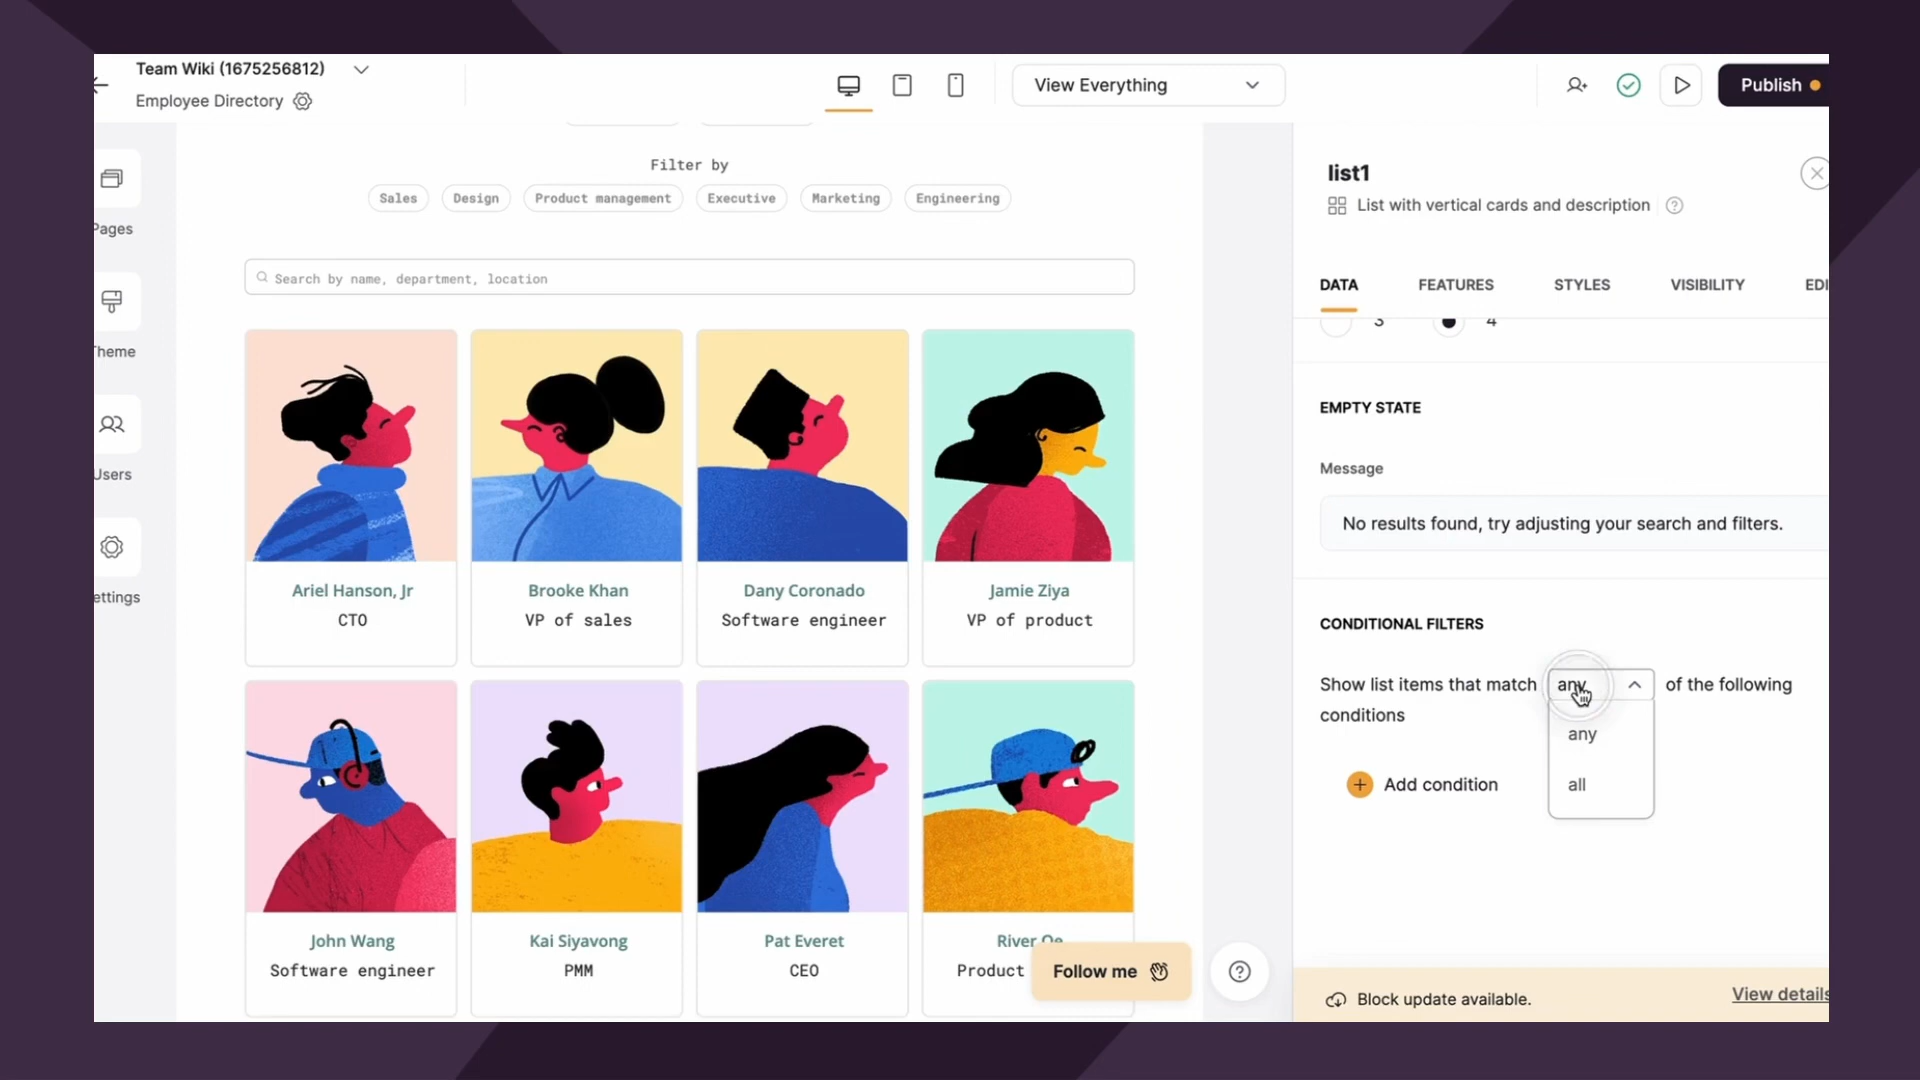 Team Wiki (1675256812)
Employee Directory
View Everything
Publish
Pages
Theme
Users
ettings
Filter by
Sales
Design
Product management
Executive
Marketing
Engineering
Search by name, department, location
Ariel Hanson, Jr
CTO
Brooke Khan
VP of sales
Dany Coronado
Software engineer
Jamie Ziya
VP of product
John Wang
Software engineer
Kai Siyavong
PMM
Pat Everet
CEO
River Oe
Product
Follow me
list1
List with vertical cards and description
DATA
FEATURES
STYLES
VISIBILITY
EDI
3
4
EMPTY STATE
Message
No results found, try adjusting your search and filters.
CONDITIONAL FILTERS
Show list items that match any of the following
conditions
any
all
Add condition
Block update available.
View details